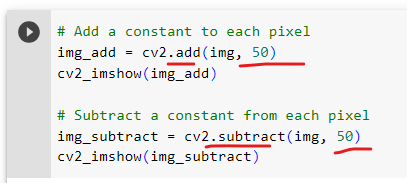 # Add a constant to each pixel
img_add = cv2.add(img, 50)
cv2_imshow(img_add)
# Subtract a constant from each pixel
img_subtract = cv2.subtract(img, 50)
cv2_imshow(img_subtract)